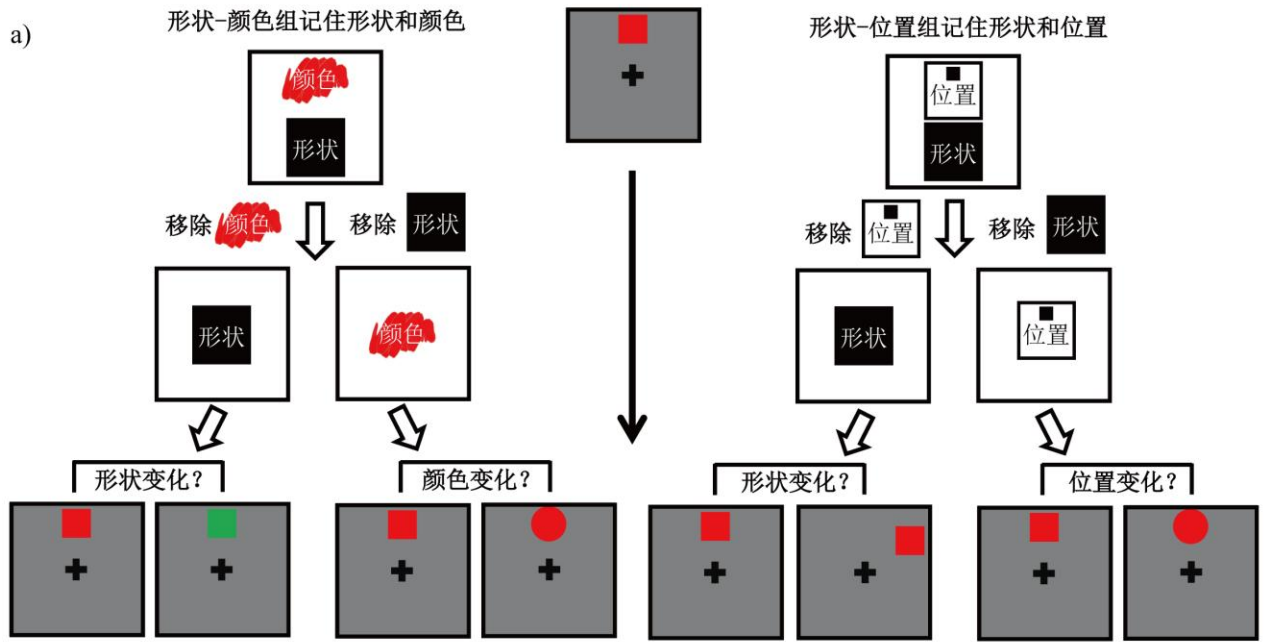 a)
形状-颜色组记住形状和颜色
形状-位置组记住形状和位置
颜色
形状
位置
形状
移除 颜色
移除 形状
移除 位置
移除 形状
形状
颜色
形状
位置
形状变化？
颜色变化？
形状变化？
位置变化？